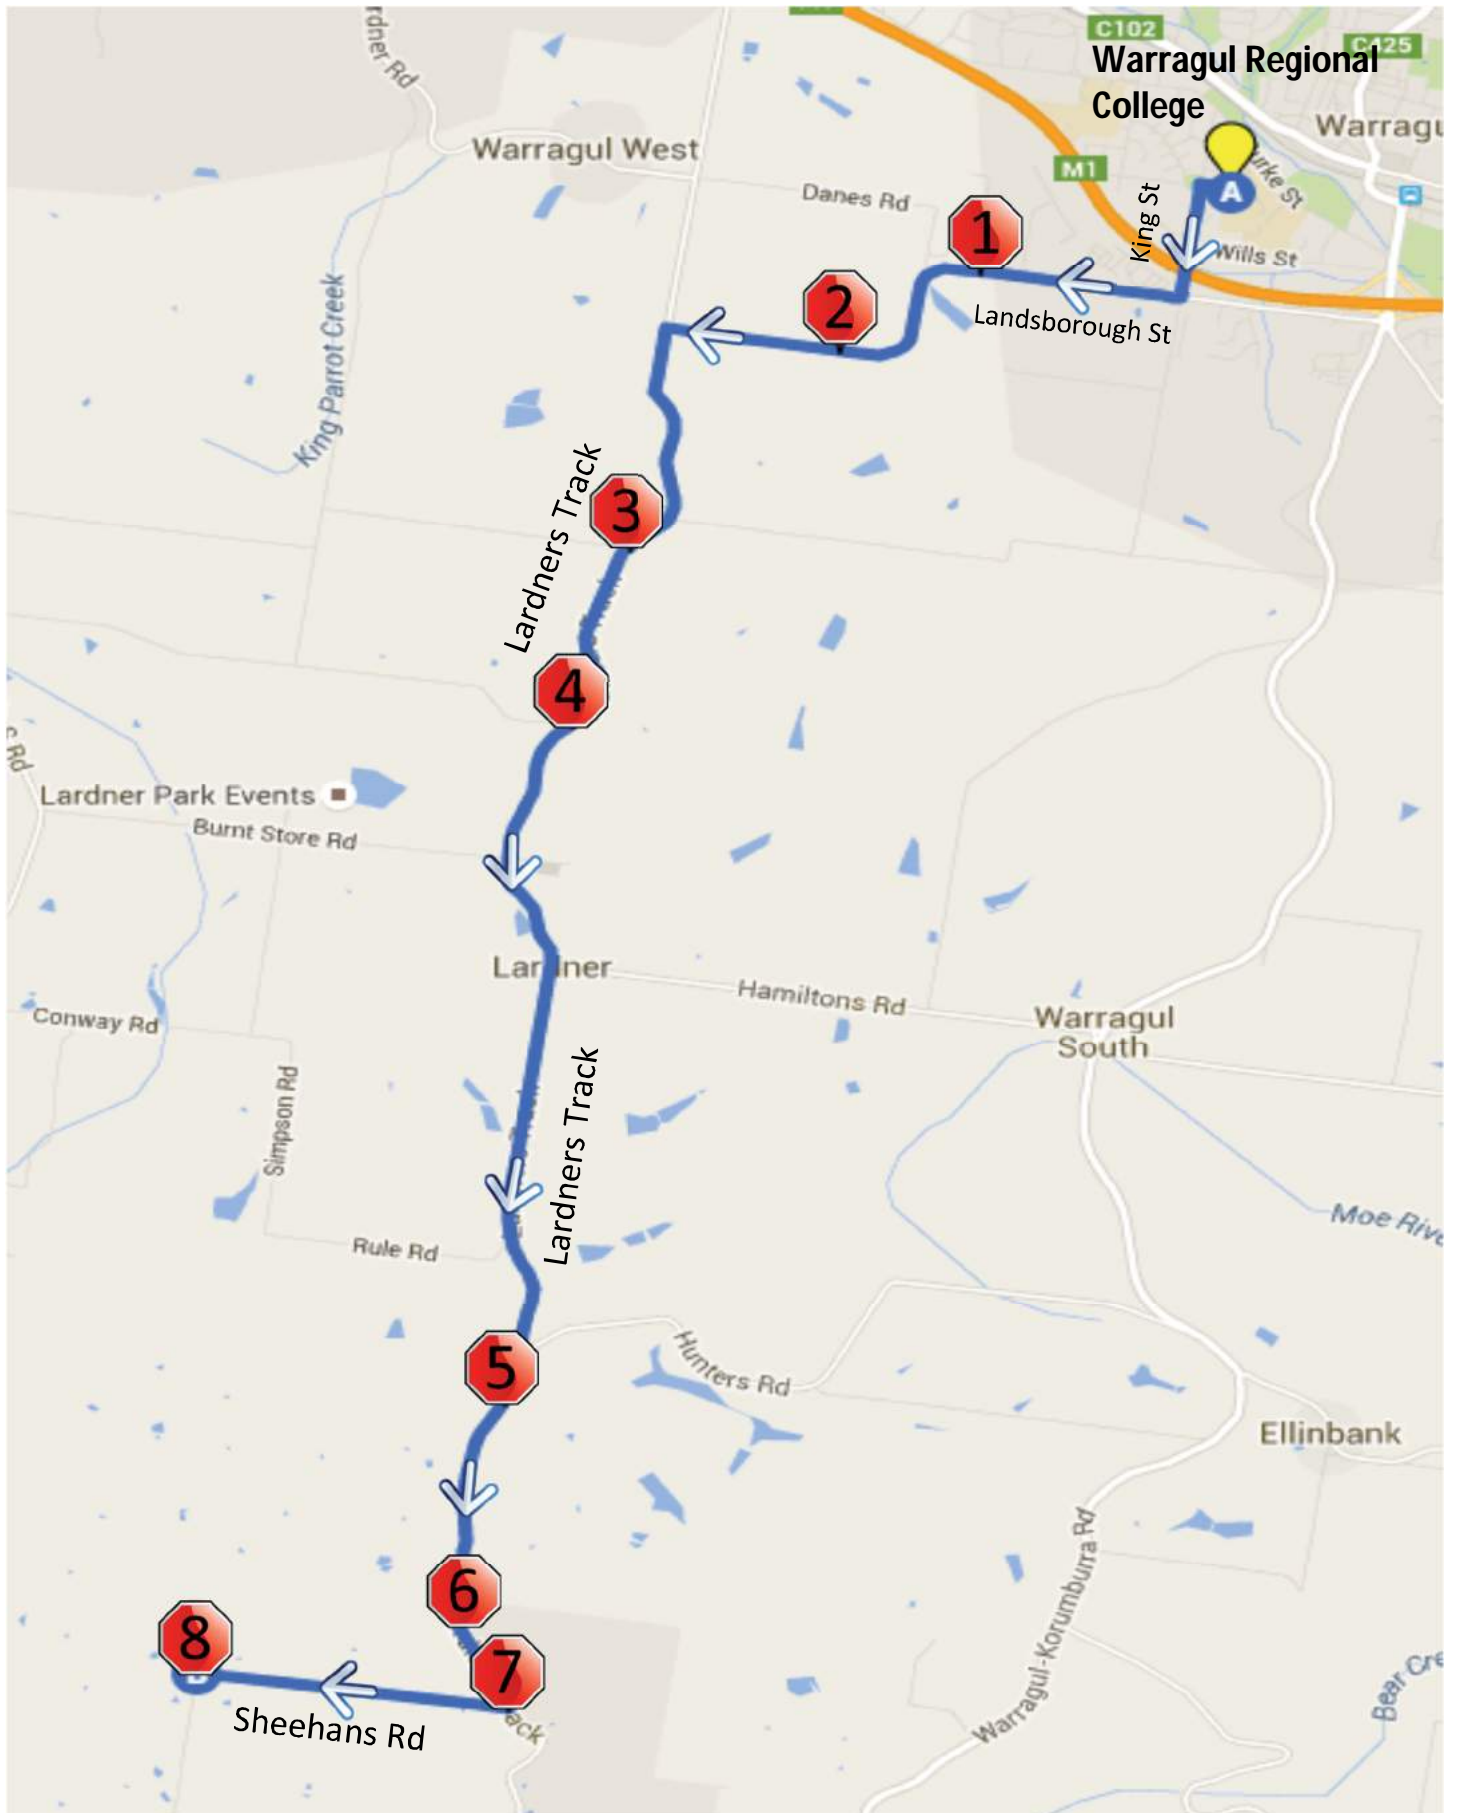 C102
C425
Warragul Regional
College
Warragul West
M1
A
Danes Rd
King St
Wills St
1
2
Landsborough St
King Parrot Creek
Lardners Track
3
4
Lardner Park Events
Burnt Store Rd
Hamiltons Rd
Conway Rd
Warragul
South
Simpson Rd
Lardners Track
Rule Rd
5
Hunters Rd
Ellinbank
6
7
8
Sheehans Rd
Warragul-Korumburra Rd